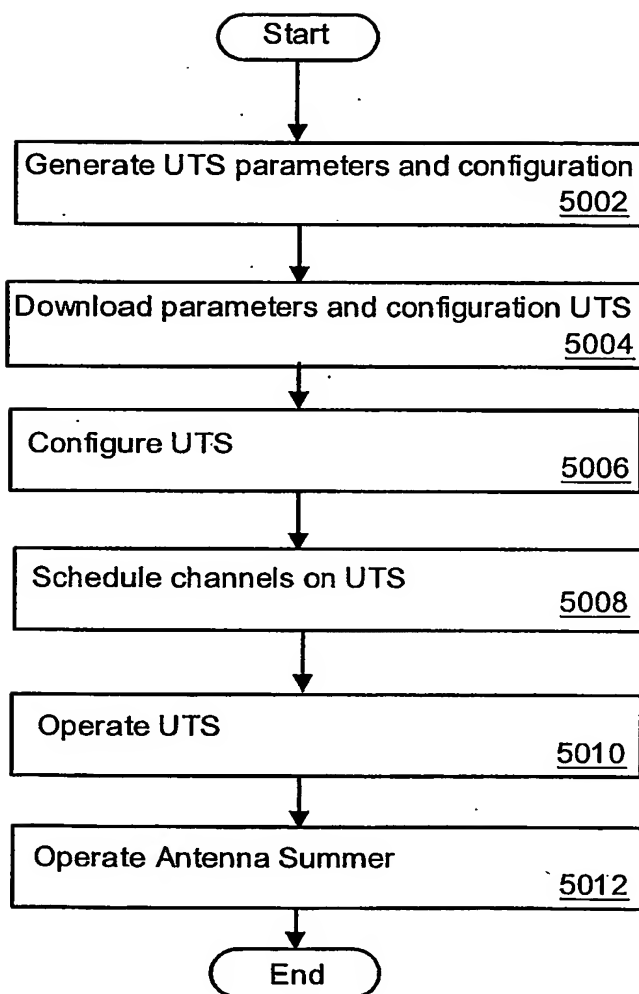 Start
Generate UTS parameters and configuration
5002
Download parameters and configuration UTS
5004
Configure UTS
5006
Schedule channels on UTS
5008
Operate UTS
5010
Operate Antenna Summer
5012
End